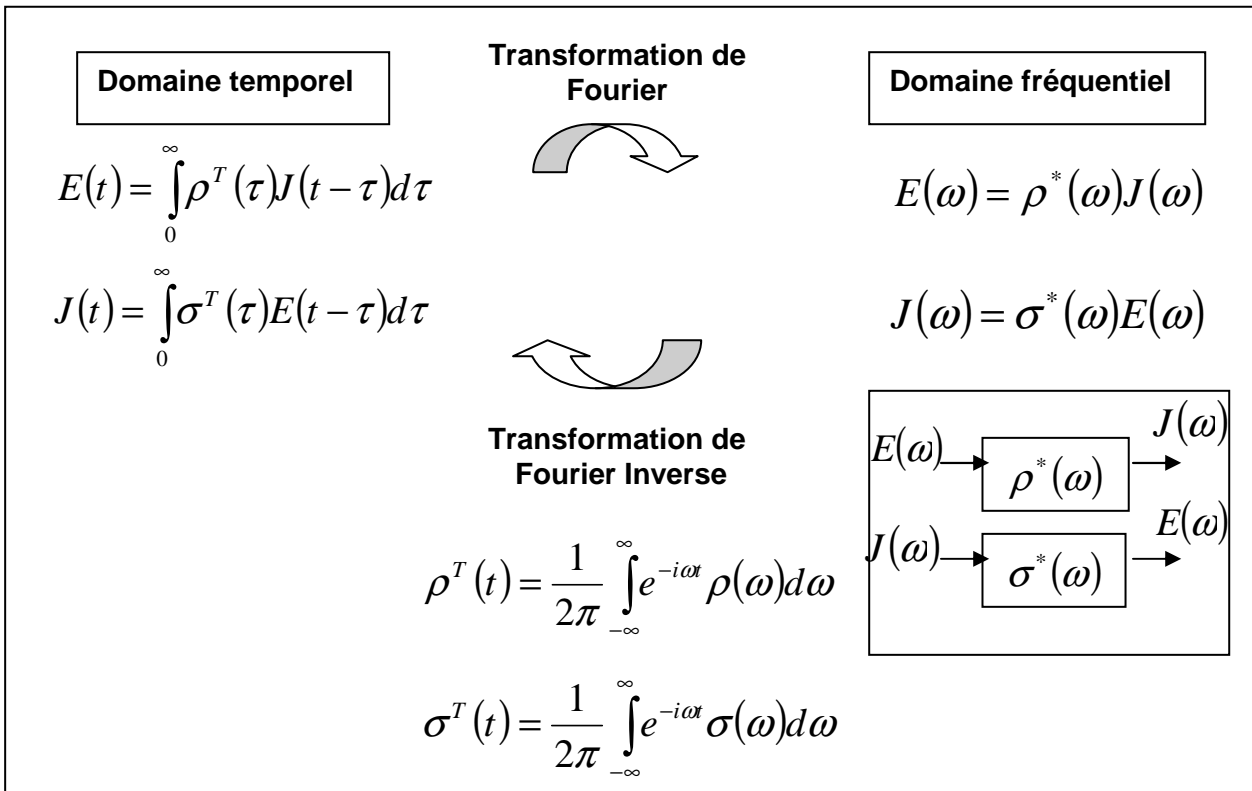 Domaine temporel
Transformation de
Fourier
Domaine fréquentiel
E(t) = ∫₀^∞ ρ^T(τ)J(t − τ)dτ
E(ω) = ρ^*(ω)J(ω)
J(t) = ∫₀^∞ σ^T(τ)E(t − τ)dτ
J(ω) = σ^*(ω)E(ω)
Transformation de
Fourier Inverse
E(ω) ρ^*(ω) J(ω)
J(ω) σ^*(ω) E(ω)
ρ^T(t) = 1/2π ∫_{-∞}^∞ e^{-iωt} ρ(ω)dω
σ^T(t) = 1/2π ∫_{-∞}^∞ e^{-iωt} σ(ω)dω